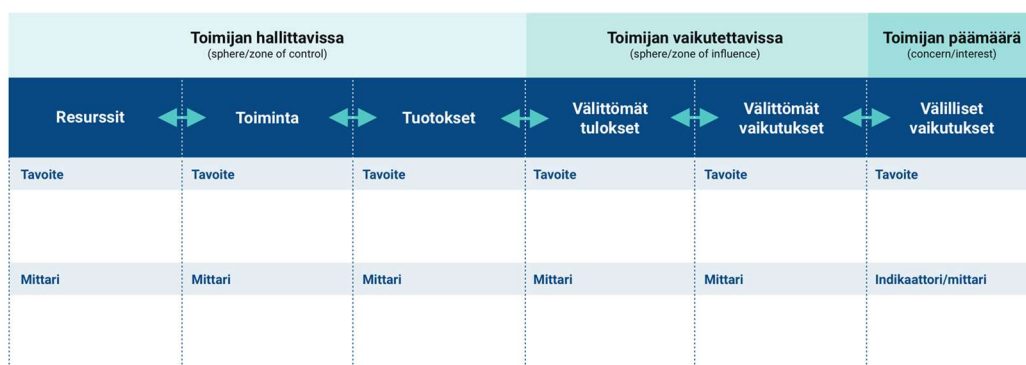 Toimijan hallittavissa
(sphere/zone of control)
Toimijan vaikutettavissa
(sphere/zone of influence)
Toimijan päämäärä
(concern/interest)
Resurssit
Toiminta
Tuotokset
Välittömät
tulokset
Välittömät
vaikutukset
Välilliset
vaikutukset
Tavoite
Tavoite
Tavoite
Tavoite
Tavoite
Tavoite
Mittari
Mittari
Mittari
Mittari
Mittari
Indikaattori/mittari